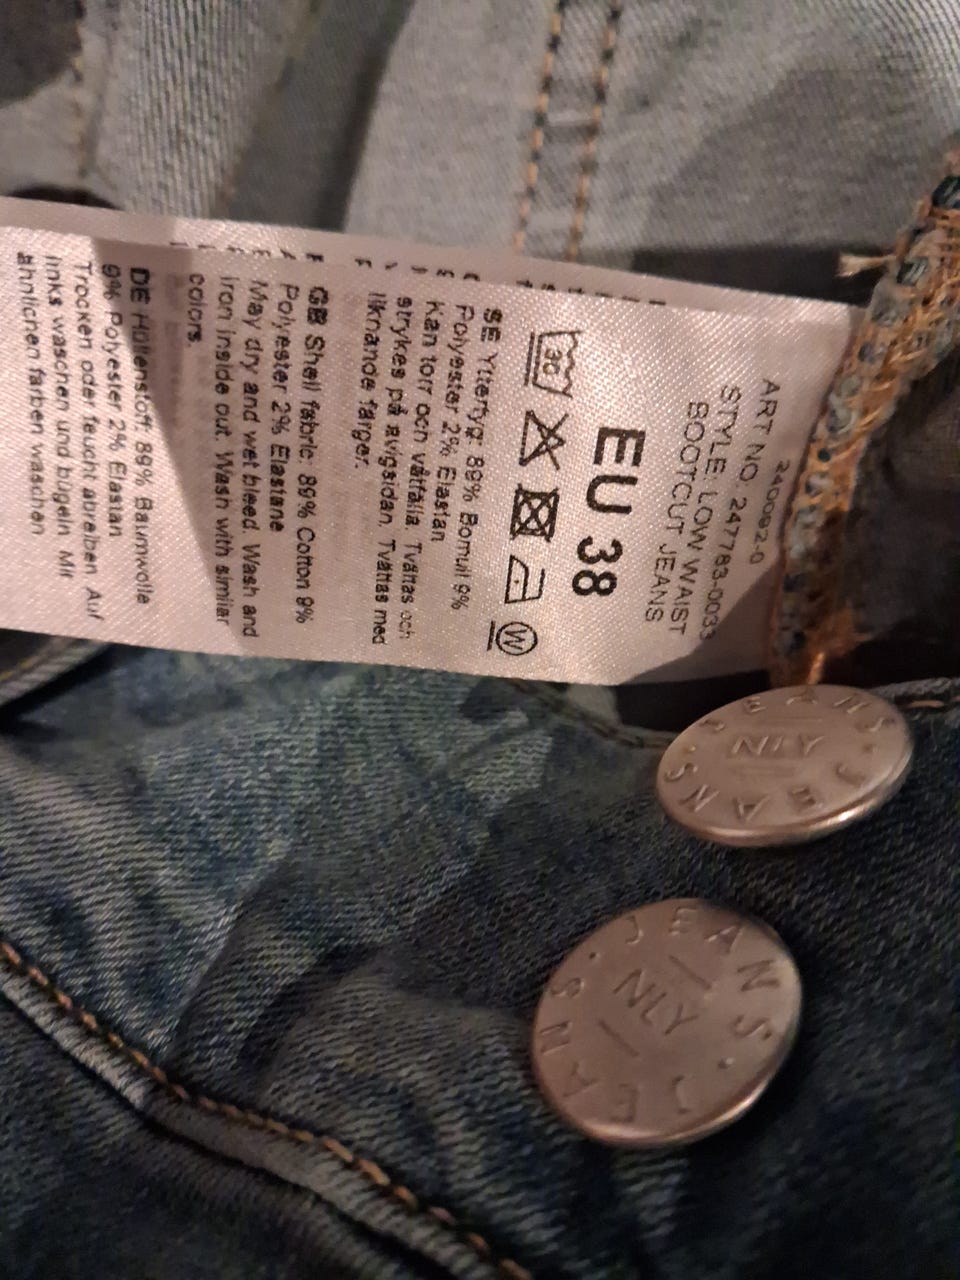 240092-0
ART NO. 247783-0033
STYLE: LOW WAIST
BOOTCUT JEANS
EU 38
30
W
SE Yttertyg: 89% Bomull 9%
Polyester 2% Elastan
Kan torr och våtfälla. Tvättas och
strykes på avigsidan. Tvättas med
liknande färger.
GB Shell fabric: 89% Cotton 9%
Polyester 2% Elastane
May dry and wet bleed. Wash and
iron inside out. Wash with similar
colors.
DE Hüllenstoff: 89% Baumwolle
9% Polyester 2% Elastan
Trocken oder feucht abreiben Auf
links waschen und bügeln Mit
ähnlichen farben waschen
JEANS · JEANS ·
NLY
JEANS · JEANS ·
NLY